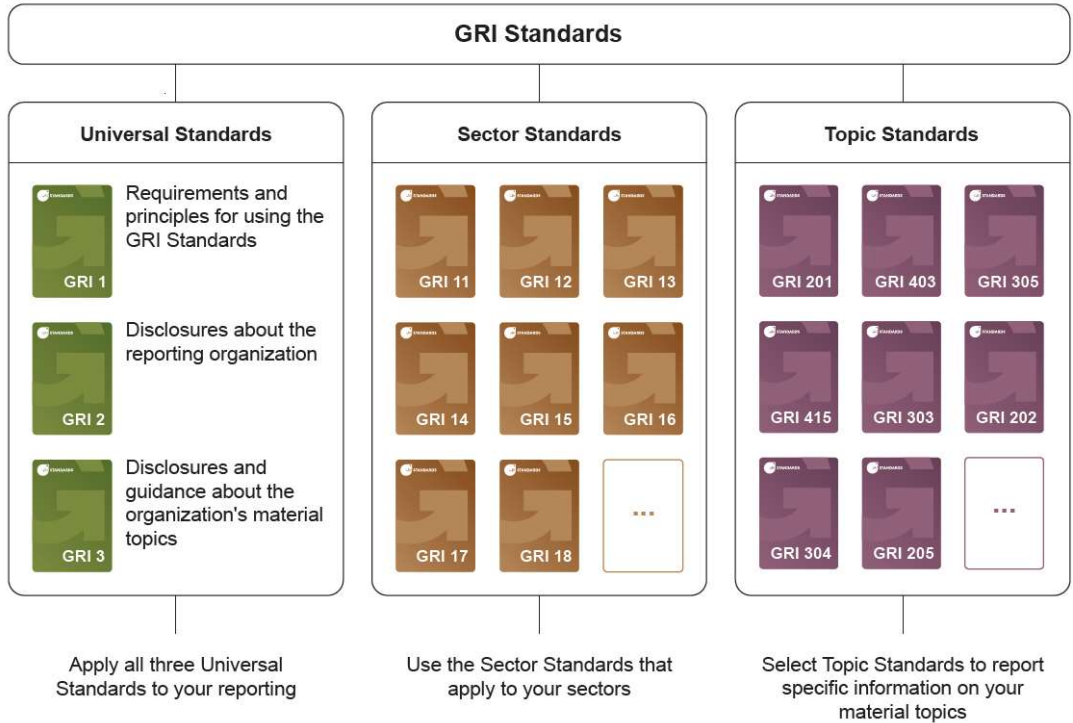 GRI Standards
Universal Standards
Requirements and
principles for using the
GRI Standards
GRI 1
Disclosures about the
reporting organization
GRI 2
Disclosures and
guidance about the
organization's material
topics
GRI 3
Apply all three Universal
Standards to your reporting
Sector Standards
STANDARDS STANDARDS STANDARDS
GRI 11 GRI 12 GRI 13
GRI 14 GRI 15 GRI 16
GRI 17 GRI 18 ...
Use the Sector Standards that
apply to your sectors
Topic Standards
GRI 201 GRI 403 GRI 305
GRI 415 GRI 303 GRI 202
GRI 304 GRI 205 ...
Select Topic Standards to report
specific information on your
material topics